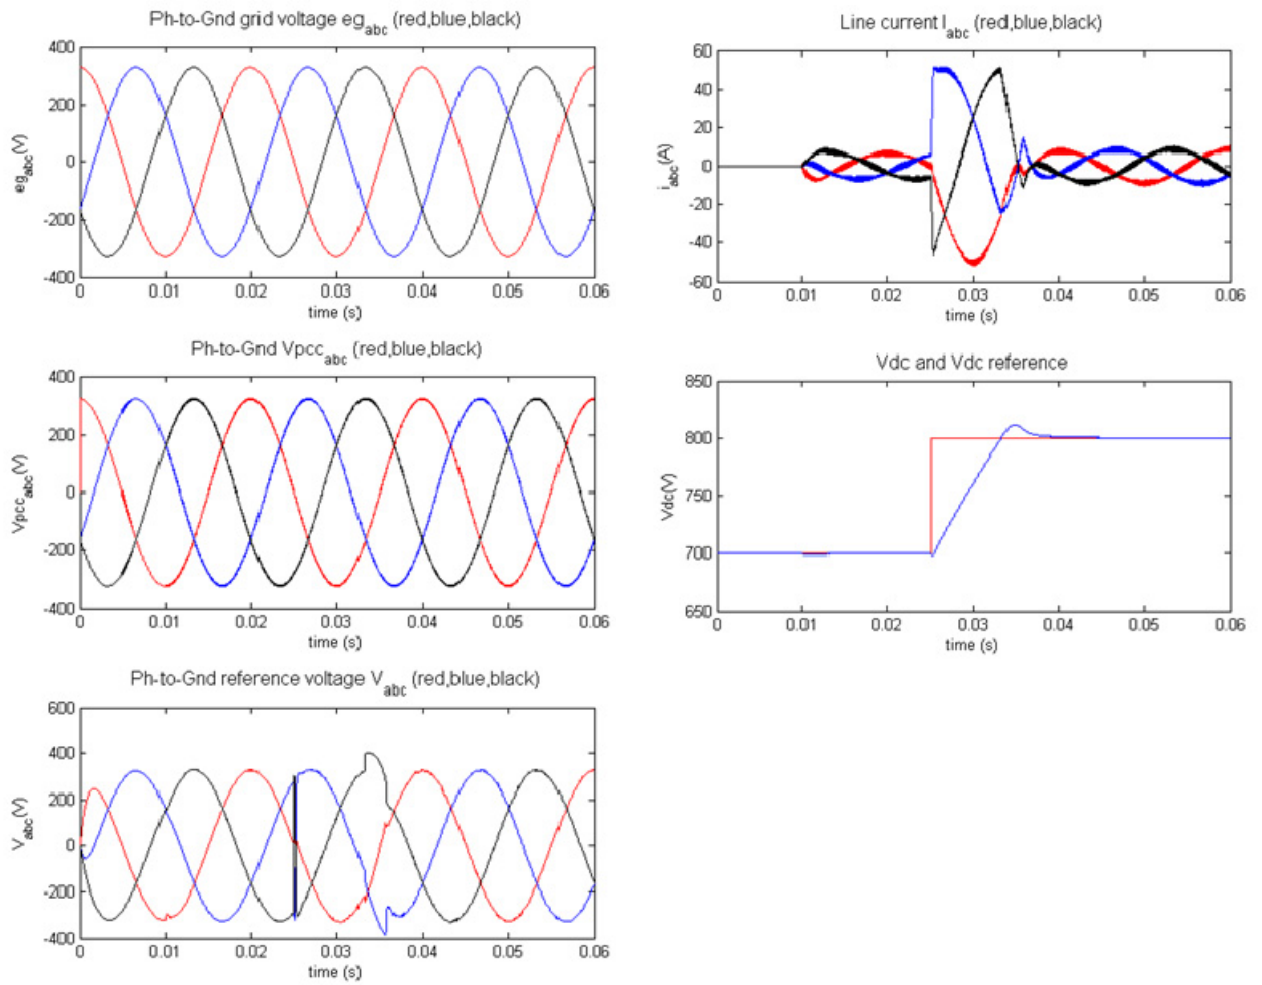 Ph-to-Gnd grid voltage eg_abc (red,blue,black)
400
200
0
-200
-400
eg_abc(V)
0 0.01 0.02 0.03 0.04 0.05 0.06
time (s)
Line current I_abc (red,blue,black)
60
40
20
0
-20
-40
-60
i_abc(A)
0 0.01 0.02 0.03 0.04 0.05 0.06
time (s)
Ph-to-Gnd Vpcc_abc (red,blue,black)
400
200
0
-200
-400
Vpcc_abc(V)
0 0.01 0.02 0.03 0.04 0.05 0.06
time (s)
Vdc and Vdc reference
850
800
750
700
650
Vdc(V)
0 0.01 0.02 0.03 0.04 0.05 0.06
time (s)
Ph-to-Gnd reference voltage V_abc (red,blue,black)
600
400
200
0
-200
-400
V_abc(V)
0 0.01 0.02 0.03 0.04 0.05 0.06
time (s)